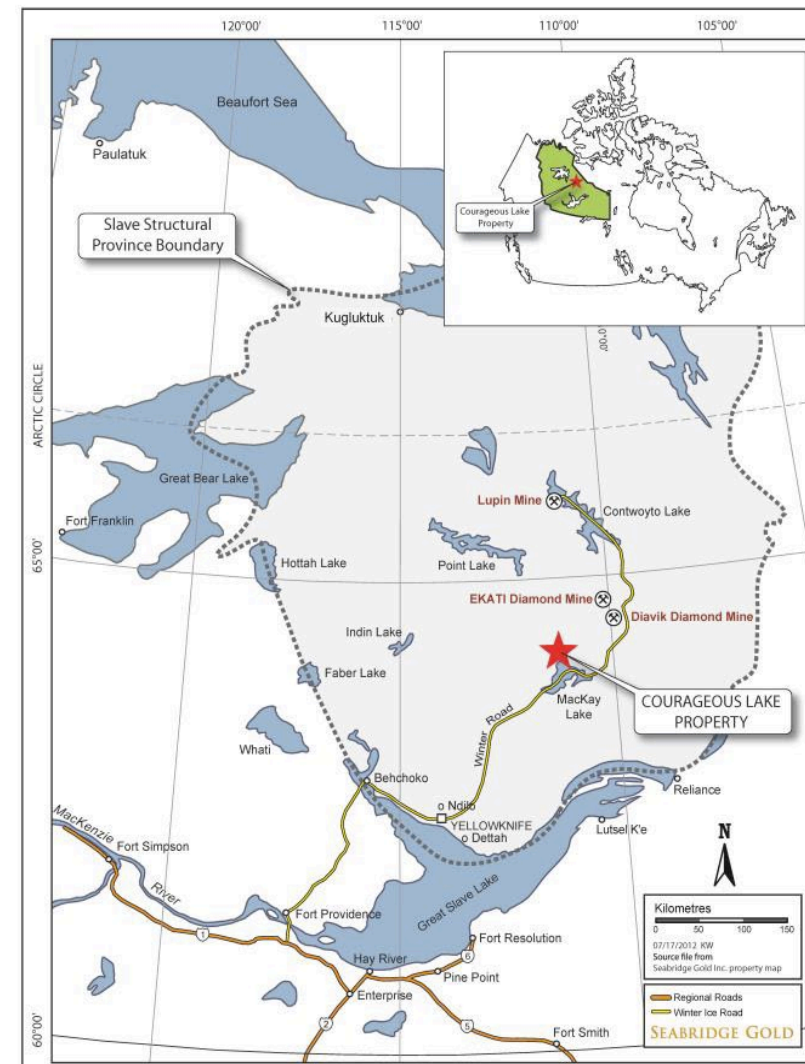 120°00'
115°00'
110°00'
105°00'
Beaufort Sea
Paulatuk
Courageous Lake
Property
Slave Structural
Province Boundary
Kugluktuk
ARCTIC CIRCLE
Great Bear Lake
Fort Franklin
Lupin Mine
Contwoyto Lake
65°00'
Hottah Lake
Point Lake
EKATI Diamond Mine
Diavik Diamond Mine
Indin Lake
Faber Lake
MacKay
Lake
COURAGEOUS LAKE
PROPERTY
Whati
Winter Road
Behchoko
Ndilo
YELLOWKNIFE
Dettah
Reliance
Lutsel K'e
MacKenzie
River
Fort Simpson
Great Slave Lake
Fort Providence
1
Fort Resolution
Hay River
6
Pine Point
Enterprise
2
5
Fort Smith
60°00'
N
Kilometres
0 50 100 150
07/17/2012 KW
Source file from
Seabridge Gold Inc. property map
Regional Roads
Winter Ice Road
SEABRIDGE GOLD